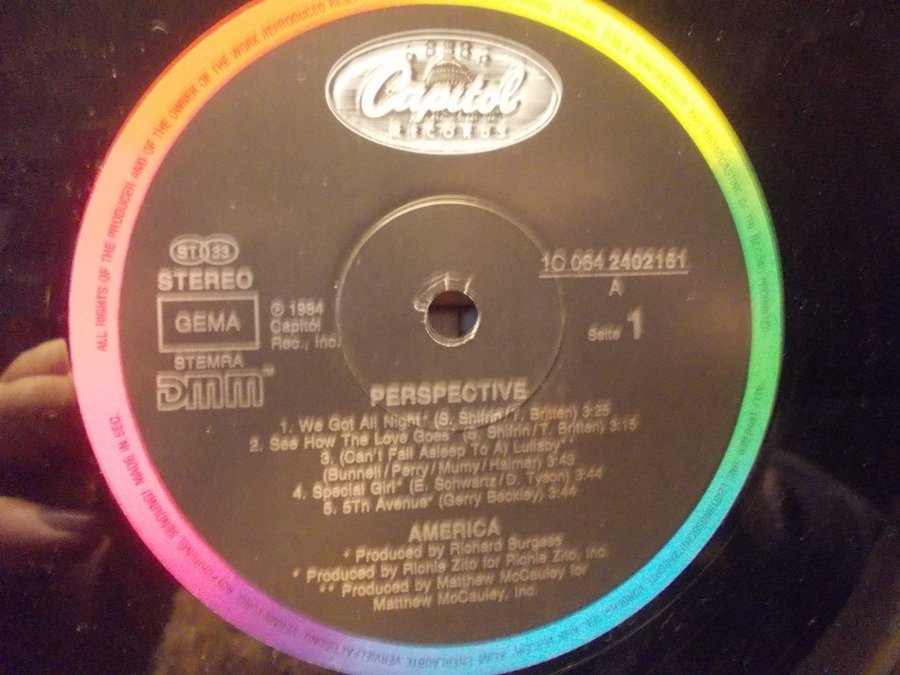 Capitol
RECORDS
ST 33
STEREO
GEMA
STEMRA
DMM™
℗ 1984
Capitol
Rec., Inc.
1C 064 2402161
A
Seite 1
PERSPECTIVE
1. We Got All Night* (S. Shifrin/T. Britten) 3:25
2. See How The Love Goes (S. Shifrin/T. Britten) 3:15
3. (Can't Fall Asleep To A) Lullaby**
(Bunnell/Perry/Mumy/Haimer) 3:43
4. Special Girl* (E. Schwartz/D. Tyson) 3:44
5. 5Th Avenue* (Gerry Beckley) 3:44
AMERICA
* Produced by Richard Burgess
* Produced by Richie Zito for Richie Zito, Inc.
** Produced by Matthew McCauley for
Matthew McCauley, Inc.
ALL RIGHTS OF THE PRODUCER AND OF THE OWNER OF THE WORK REPRODUCED
MADE IN EEC